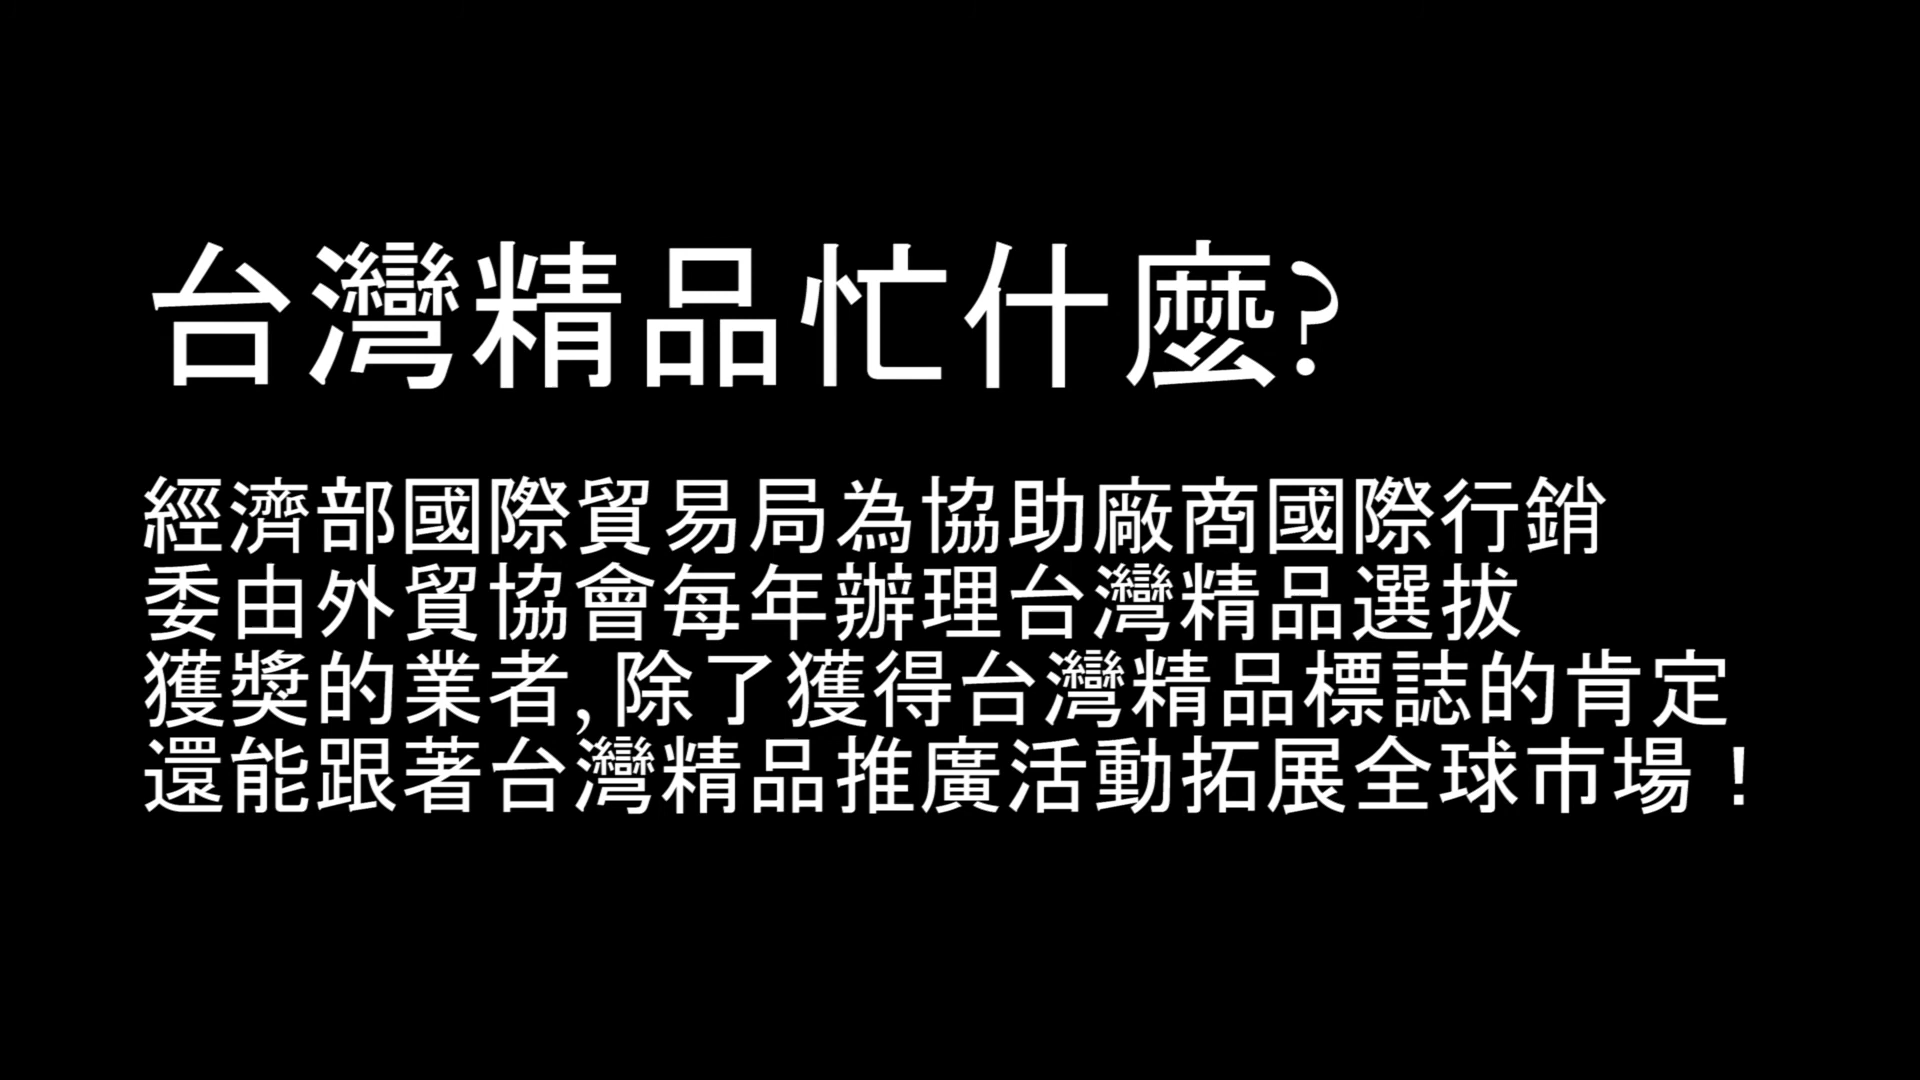 台灣精品忙什麼?
經濟部國際貿易局為協助廠商國際行銷
委由外貿協會每年辦理台灣精品選拔
獲獎的業者,除了獲得台灣精品標誌的肯定
還能跟著台灣精品推廣活動拓展全球市場！